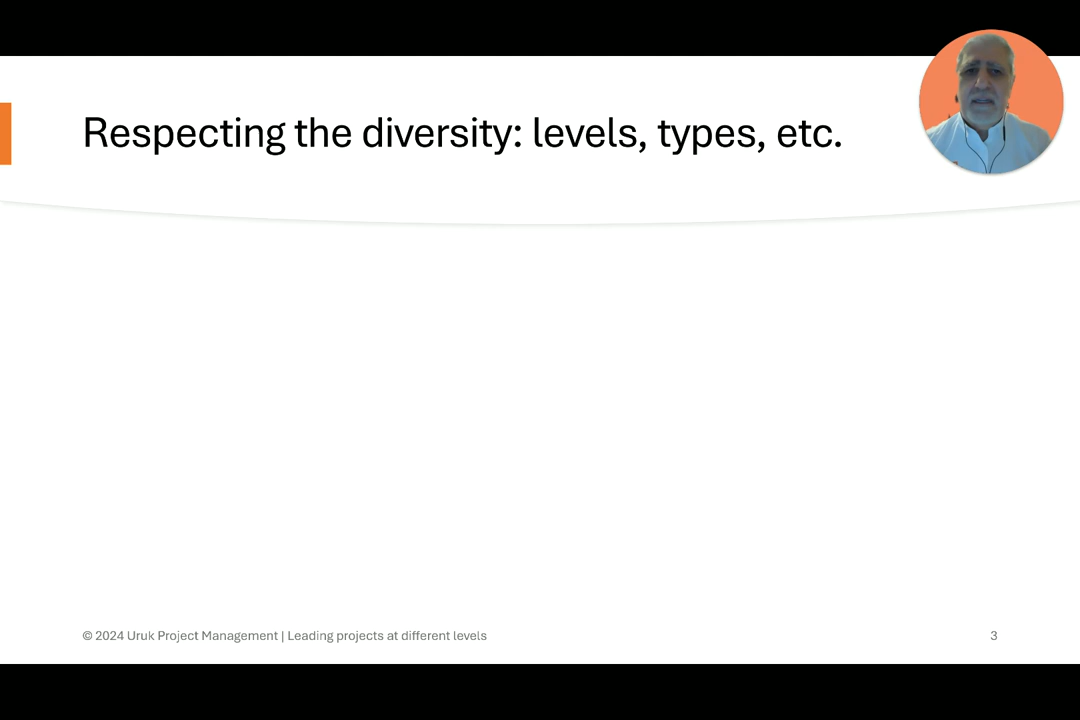 Respecting the diversity: levels, types, etc.
© 2024 Uruk Project Management | Leading projects at different levels
3